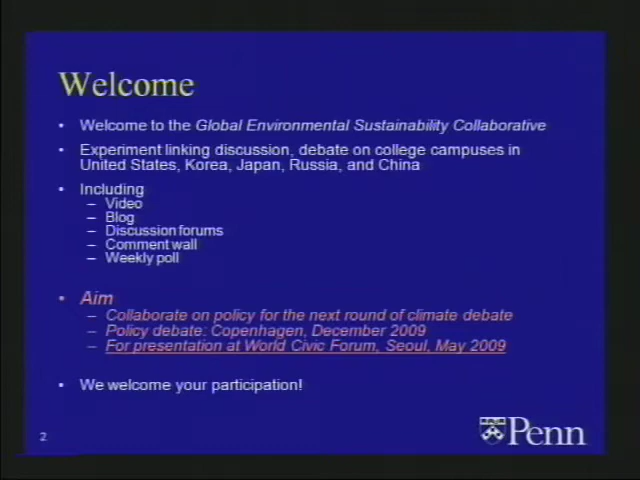 Welcome
• Welcome to the Global Environmental Sustainability Collaborative
• Experiment linking discussion, debate on college campuses in
United States, Korea, Japan, Russia, and China
• Including
– Video
– Blog
– Discussion forums
– Comment wall
– Weekly poll
• Aim
– Collaborate on policy for the next round of climate debate
– Policy debate: Copenhagen, December 2009
– For presentation at World Civic Forum, Seoul, May 2009
• We welcome your participation!
2
Penn